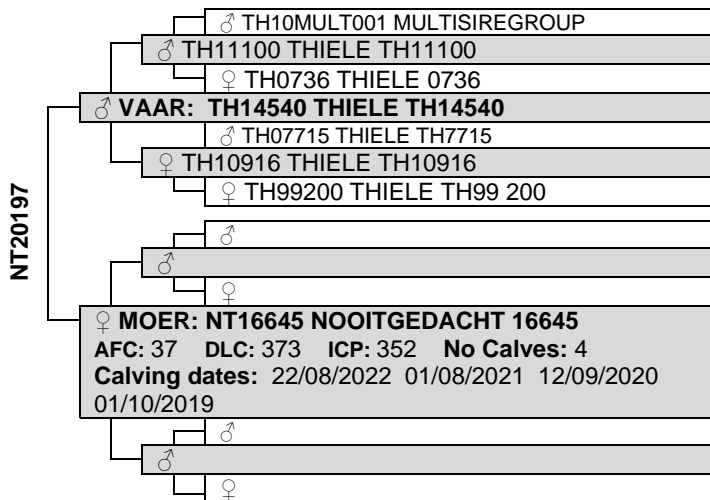 NT20197
♂ TH10MULT001 MULTISIREGROUP
♂ TH11100 THIELE TH11100
♀ TH0736 THIELE 0736
♂ VAAR: TH14540 THIELE TH14540
♂ TH07715 THIELE TH7715
♀ TH10916 THIELE TH10916
♀ TH99200 THIELE TH99 200
♂
♂
♀
♀ MOER: NT16645 NOOITGEDACHT 16645
AFC: 37 DLC: 373 ICP: 352 No Calves: 4
Calving dates: 22/08/2022 01/08/2021 12/09/2020
01/10/2019
♂
♂
♀